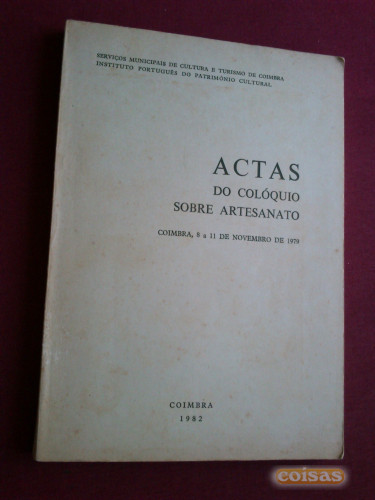 SERVIÇOS MUNICIPAIS DE CULTURA E TURISMO DE COIMBRA
INSTITUTO PORTUGUÊS DO PATRIMÓNIO CULTURAL
ACTAS
DO COLÓQUIO
SOBRE ARTESANATO
COIMBRA, 8 a 11 DE NOVEMBRO DE 1979
COIMBRA
1982
coisas